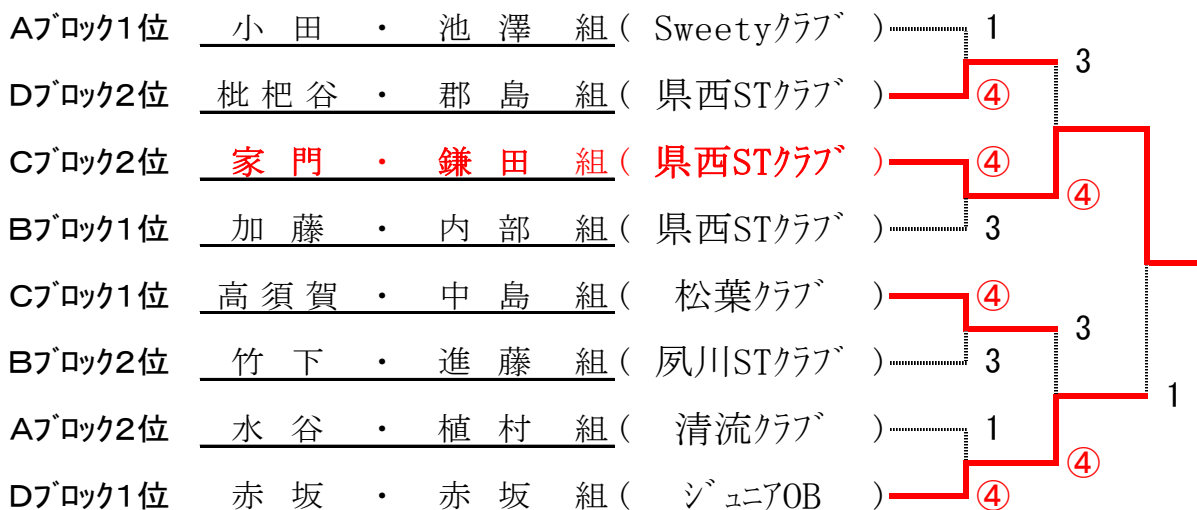 Aﾌﾞﾛｯｸ1位 小田・池澤組( Sweetyｸﾗﾌﾞ ) 1
3
Dﾌﾞﾛｯｸ2位 枇杷谷・郡島組( 県西STｸﾗﾌﾞ ) ④
Cﾌﾞﾛｯｸ2位 家門・鎌田組( 県西STｸﾗﾌﾞ ) ④
④
Bﾌﾞﾛｯｸ1位 加藤・内部組( 県西STｸﾗﾌﾞ ) 3
Cﾌﾞﾛｯｸ1位 高須賀・中島組( 松葉ｸﾗﾌﾞ ) ④
3
Bﾌﾞﾛｯｸ2位 竹下・進藤組( 夙川STｸﾗﾌﾞ ) 3
1
Aﾌﾞﾛｯｸ2位 水谷・植村組( 清流ｸﾗﾌﾞ ) 1
④
Dﾌﾞﾛｯｸ1位 赤坂・赤坂組( ｼﾞｭﾆｱOB ) ④